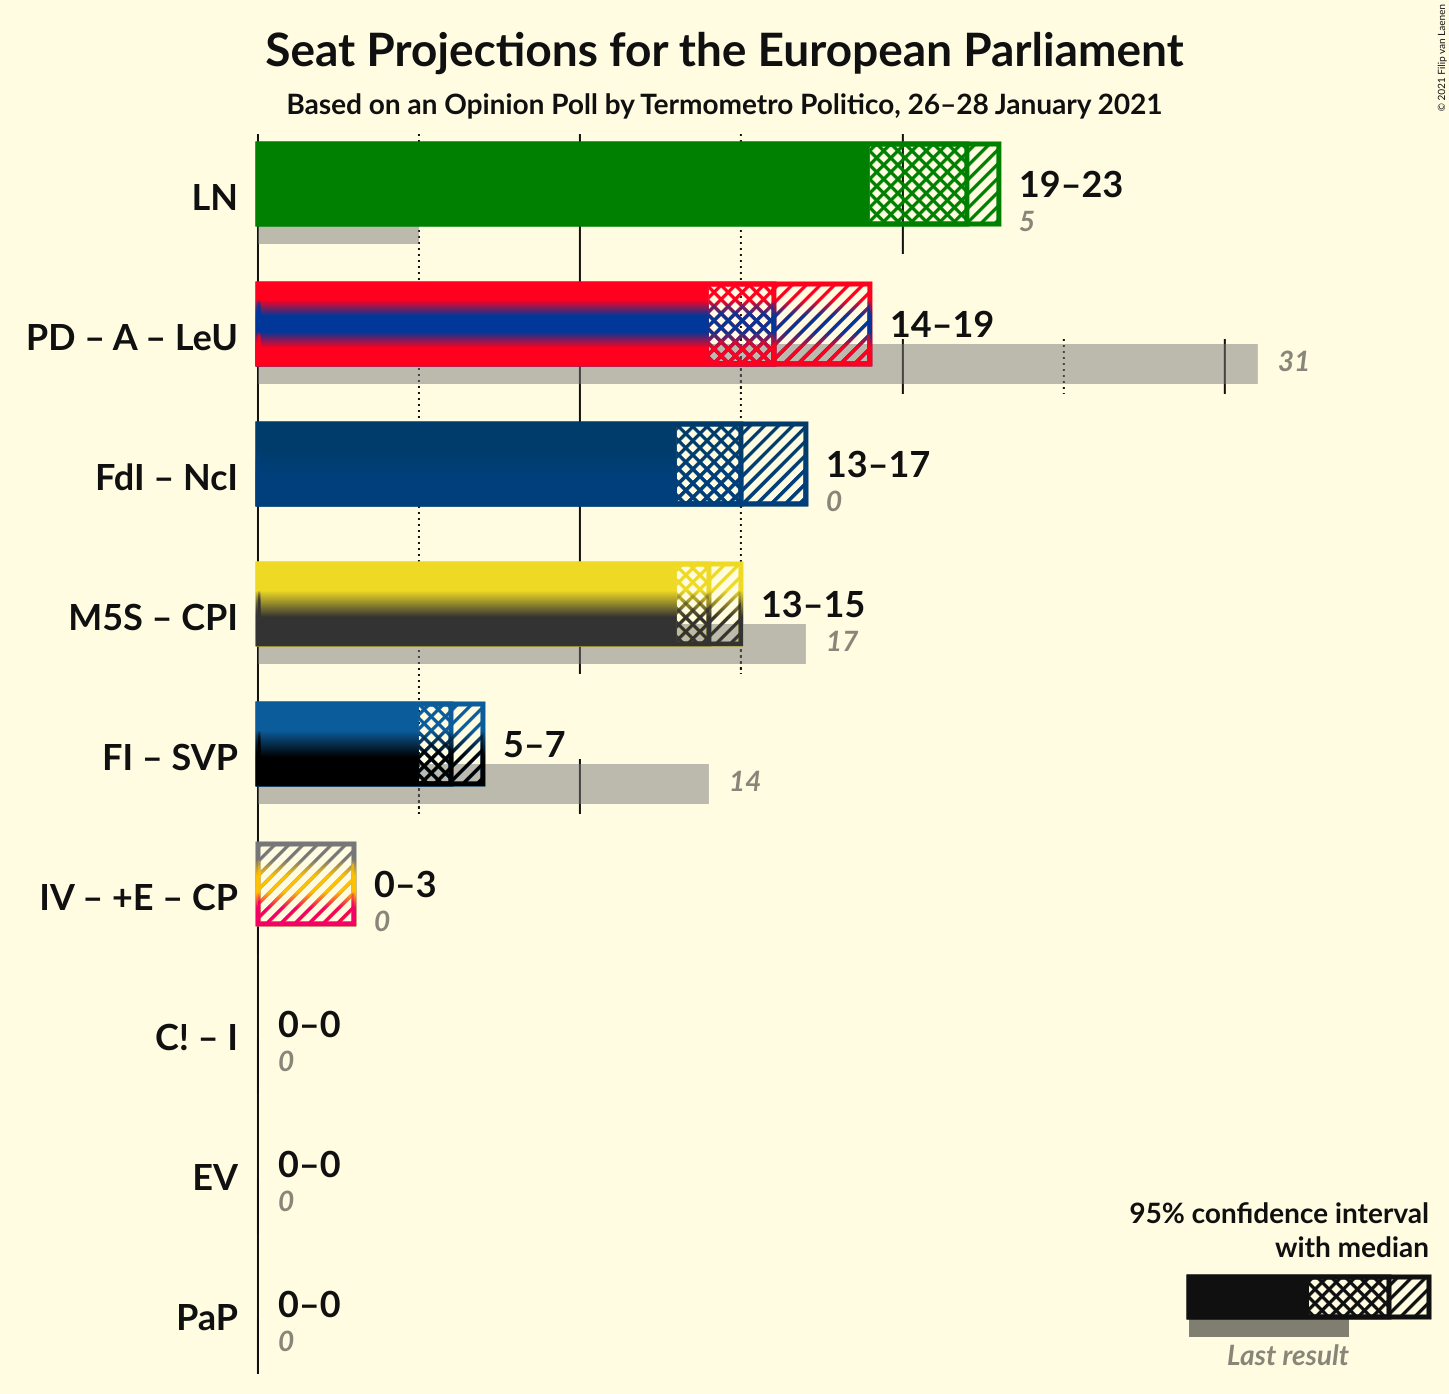 Seat Projections for the European Parliament
Based on an Opinion Poll by Termometro Politico, 26–28 January 2021
© 2021 Filip van Laenen
LN
19–23
5
PD – A – LeU
14–19
31
FdI – NcI
13–17
0
M5S – CPI
13–15
17
FI – SVP
5–7
14
IV – +E – CP
0–3
0
C! – I
0–0
0
EV
0–0
0
PaP
0–0
0
95% confidence interval
with median
Last result